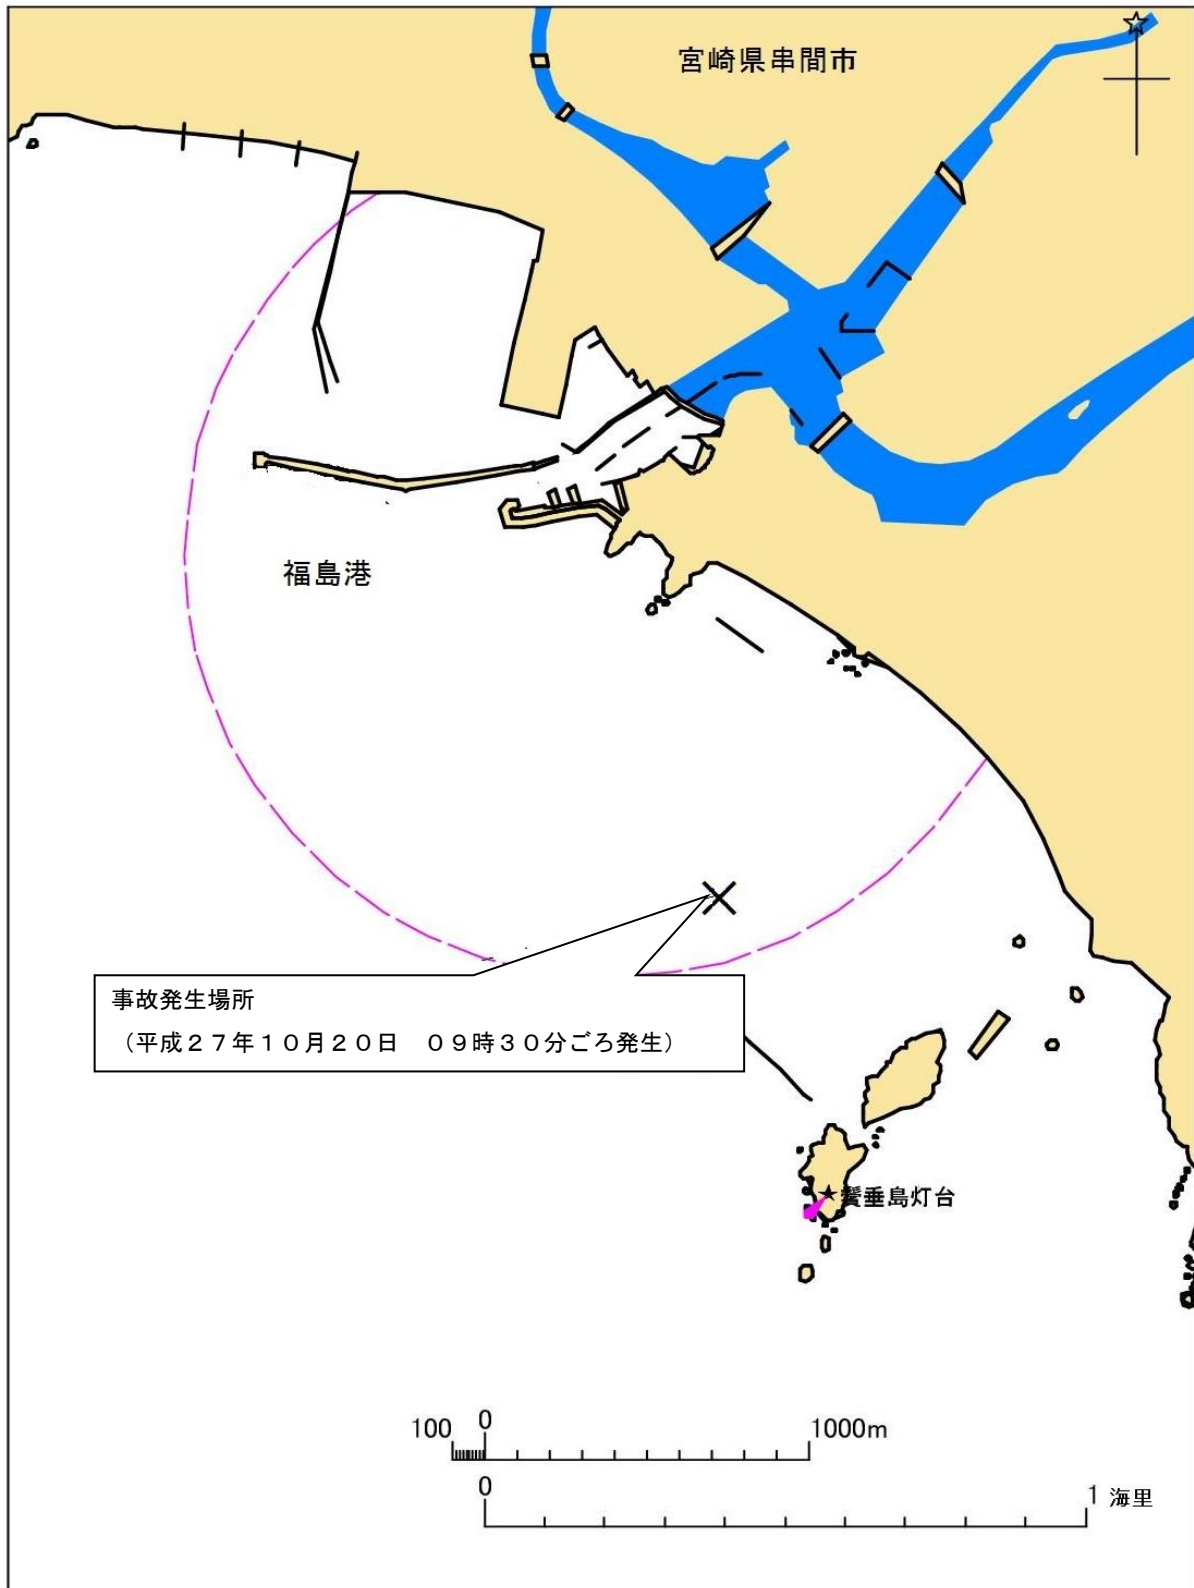 宮崎県串間市
福島港
事故発生場所
（平成２７年１０月２０日　０９時３０分ごろ発生）
饗垂島灯台
100 0 1000m
0 1 海里